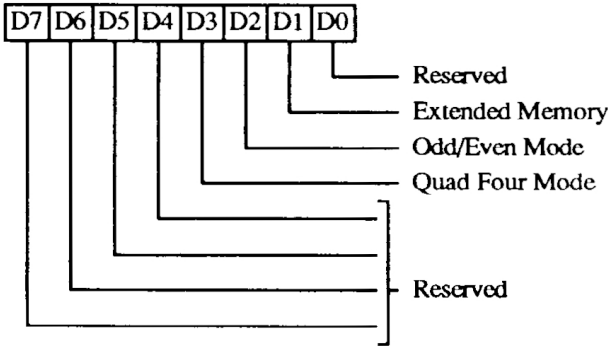 D7 D6 D5 D4 D3 D2 D1 D0
Reserved
Extended Memory
Odd/Even Mode
Quad Four Mode
Reserved